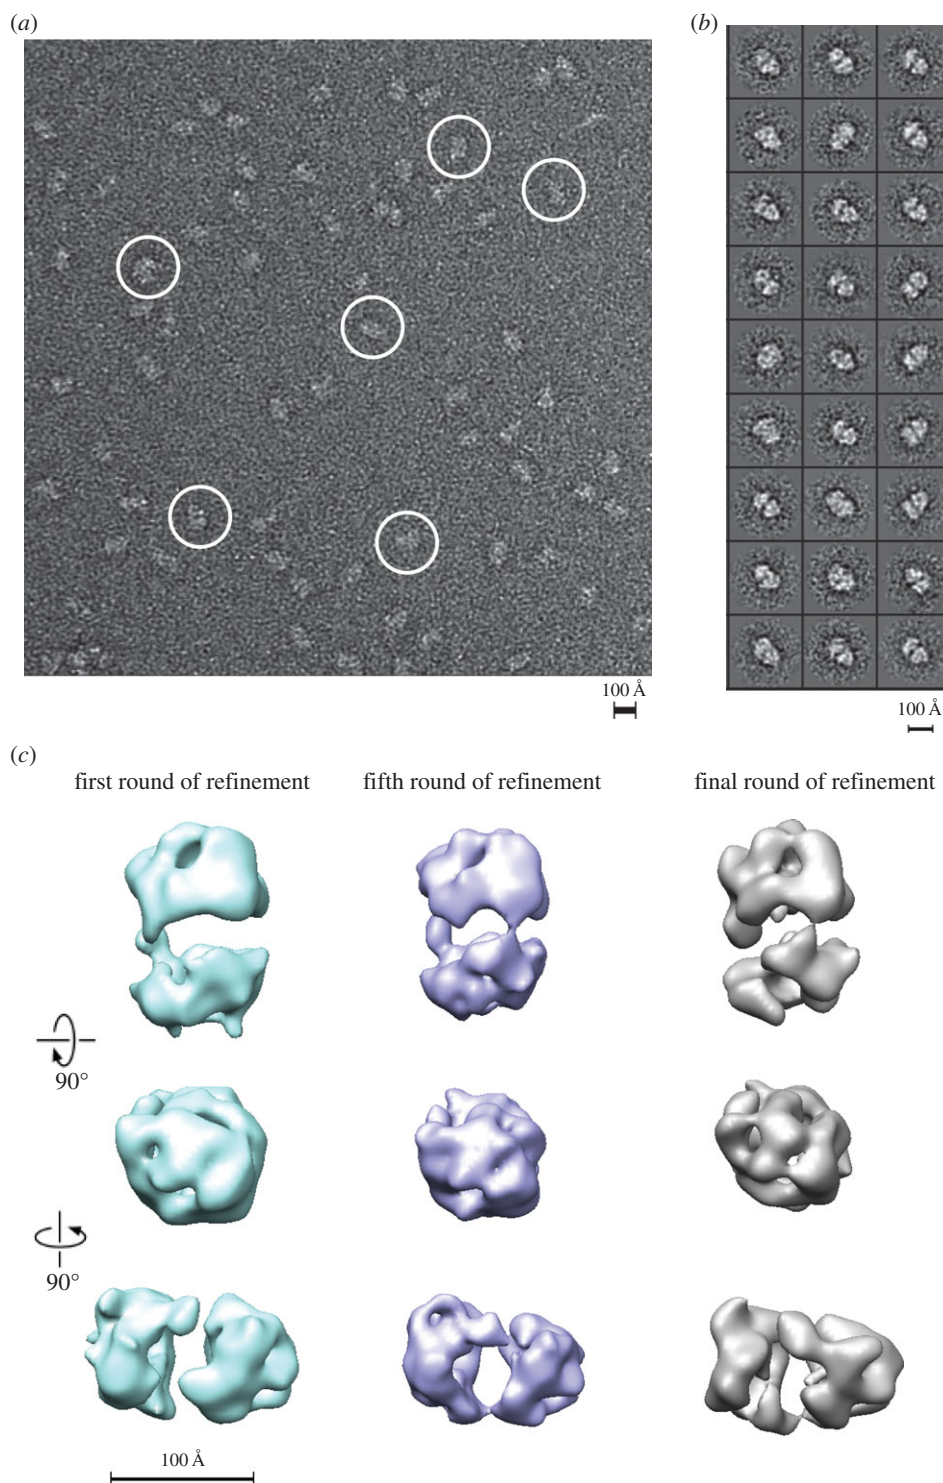 (a)
(b)
100 Å
100 Å
(c)
first round of refinement
fifth round of refinement
final round of refinement
90°
90°
100 Å